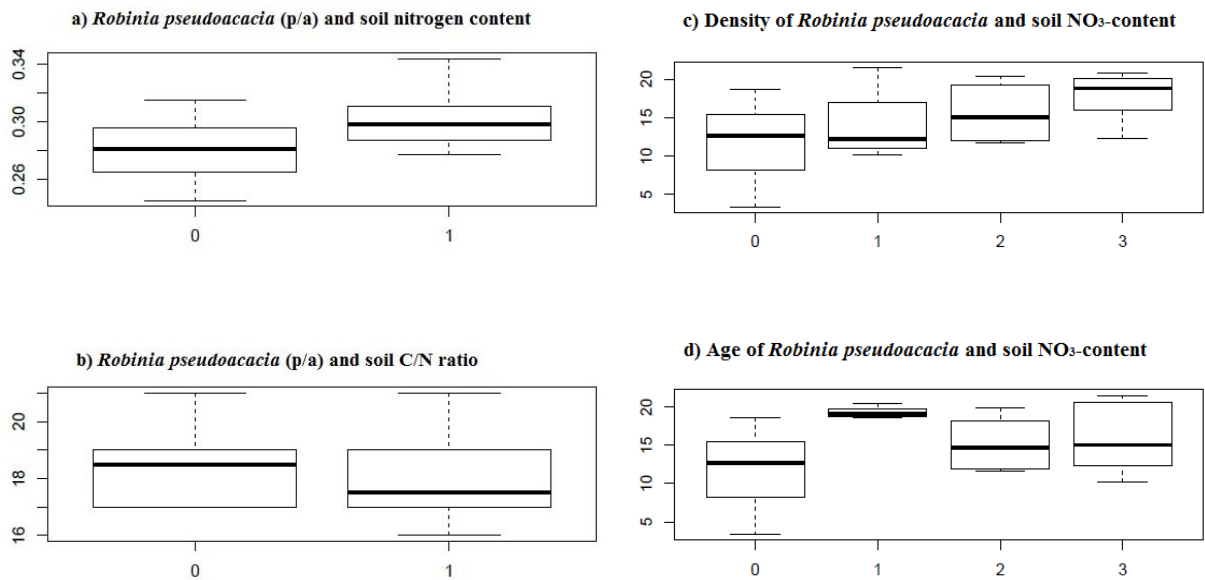 a) Robinia pseudoacacia (p/a) and soil nitrogen content
0.34
0.30
0.26
0 1
b) Robinia pseudoacacia (p/a) and soil C/N ratio
20
18
16
0 1
c) Density of Robinia pseudoacacia and soil NO₃-content
20
15
10
5
0 1 2 3
d) Age of Robinia pseudoacacia and soil NO₃-content
20
15
10
5
0 1 2 3